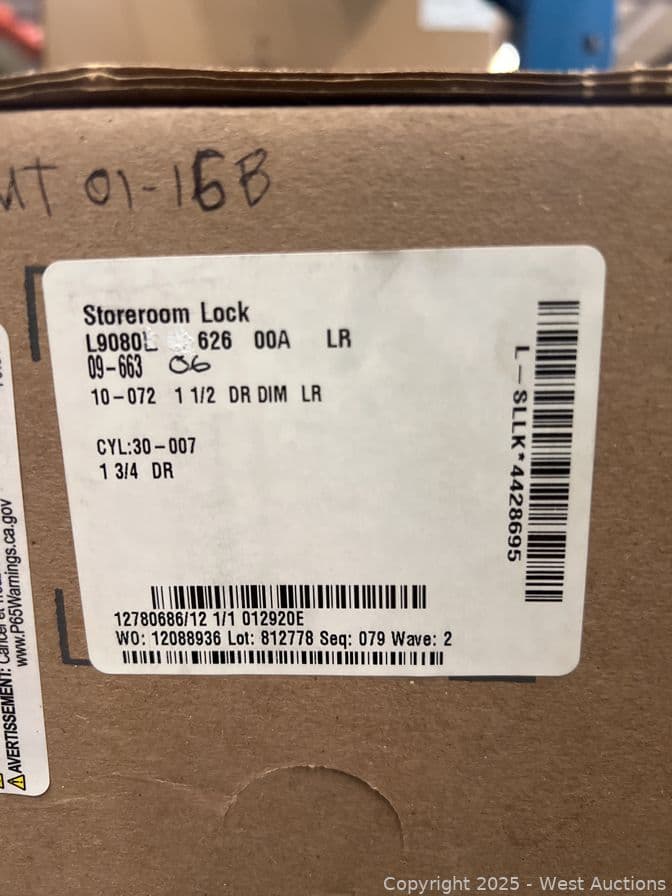 MT 01-16B
Storeroom Lock
L9080L 626 00A LR
09-663 06
10-072 1 1/2 DR DIM LR
CYL:30-007
1 3/4 DR
L-SLLK*4428695
12780686/12 1/1 012920E
WO: 12088936 Lot: 812778 Seq: 079 Wave: 2
AVERTISSEMENT: Cancer et
www.P65Warnings.ca.gov
Copyright 2025 - West Auctions